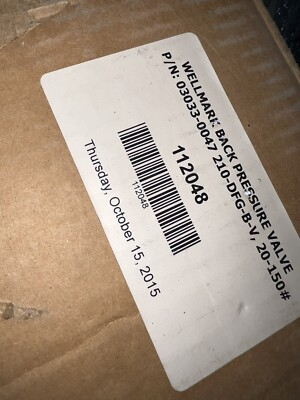 WELLMARK BACK PRESSURE VALVE
P/N: 03033-0047 210-DFG-B-V, 20-150#
112048
112048
Thursday, October 15, 2015